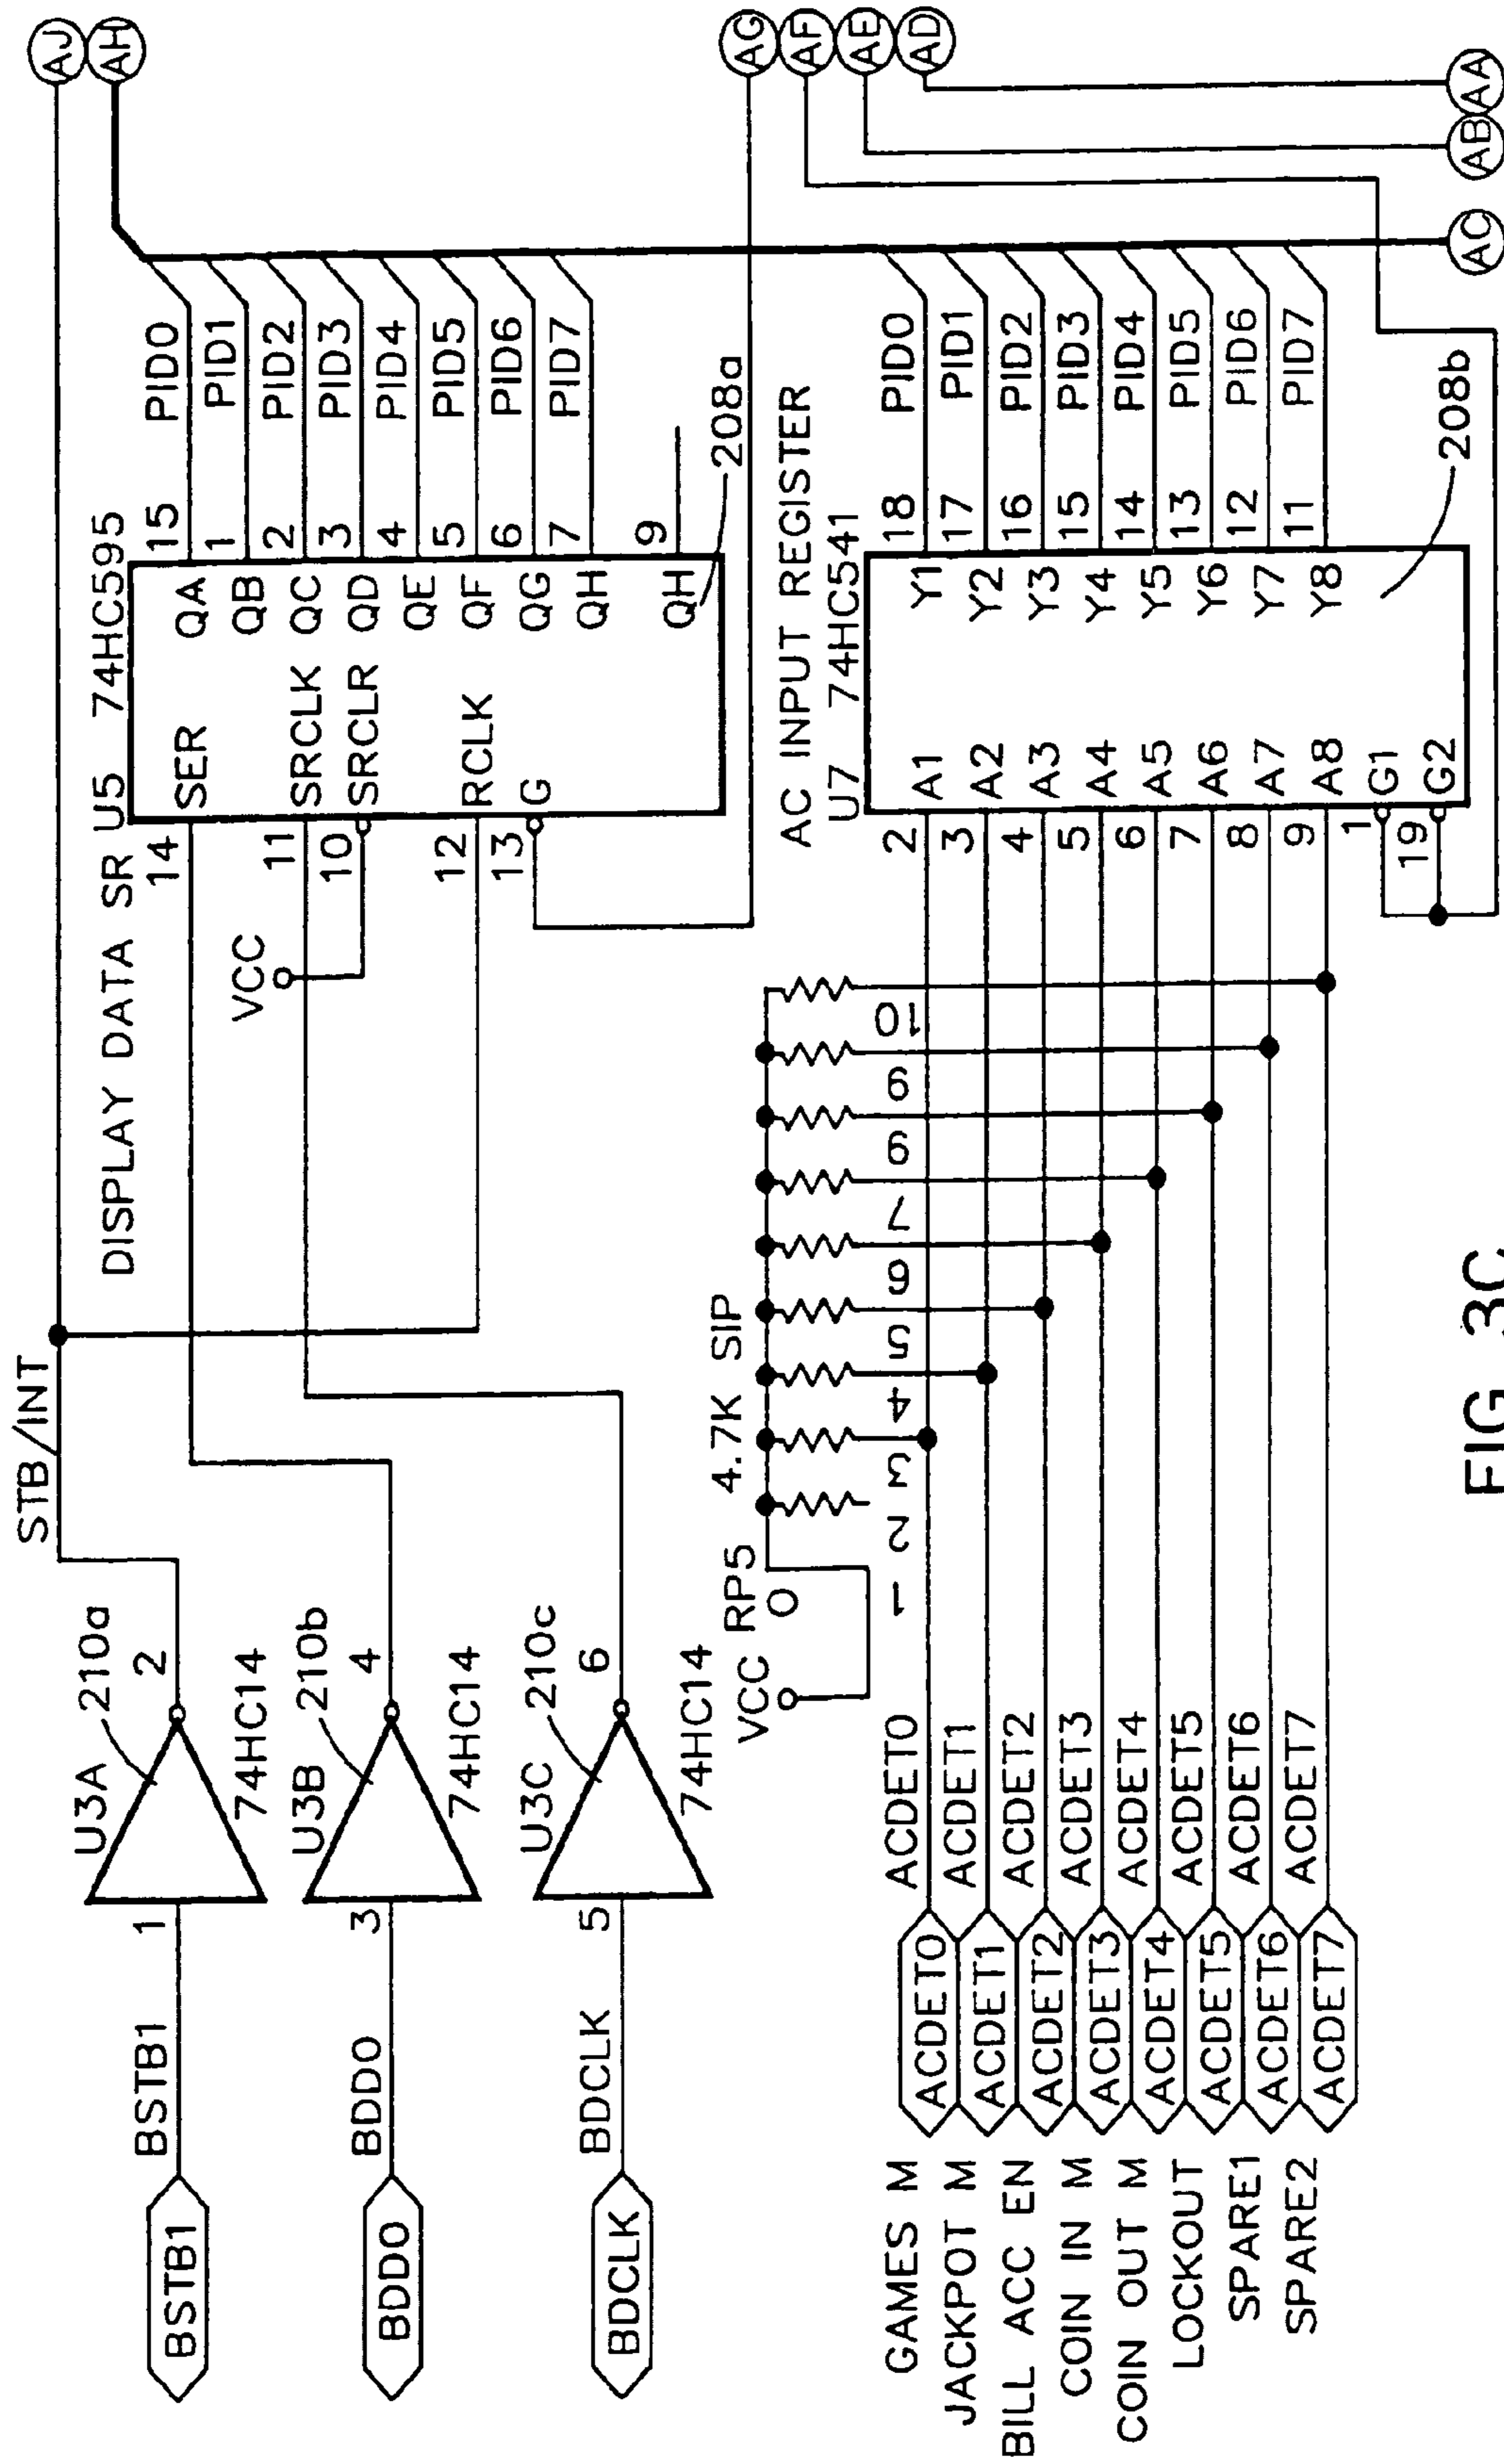 STB/INT
AJ
AH
BSTB1
BSTB1
1
U3A
210a
2
74HC14
BDD0
BDD0
3
U3B
210b
4
74HC14
BDCLK
BDCLK
5
U3C
210c
6
74HC14
DISPLAY DATA SR
U5 74HC595
14 SER QA 15 PID0
QB 1 PID1
11 SRCLK QC 2 PID2
VCC
10 SRCLR QD 3 PID3
QE 4 PID4
12 RCLK QF 5 PID5
13 G QG 6 PID6
QH 7 PID7
QH 9
208a
AG
AF
AE
AD
VCC RP5 4.7K SIP
O
1 2 3 4 5 6 7 9 9 10
AC INPUT REGISTER
U7 74HC541
GAMES M ACDET0 ACDET0 2 A1 Y1 18 PID0
JACKPOT M ACDET1 ACDET1 3 A2 Y2 17 PID1
BILL ACC EN ACDET2 ACDET2 4 A3 Y3 16 PID2
COIN IN M ACDET3 ACDET3 5 A4 Y4 15 PID3
COIN OUT M ACDET4 ACDET4 6 A5 Y5 14 PID4
LOCKOUT ACDET5 ACDET5 7 A6 Y6 13 PID5
SPARE1 ACDET6 ACDET6 8 A7 Y7 12 PID6
SPARE2 ACDET7 ACDET7 9 A8 Y8 11 PID7
1 G1
19 G2
208b
AC
AB
AA
FIG 3C